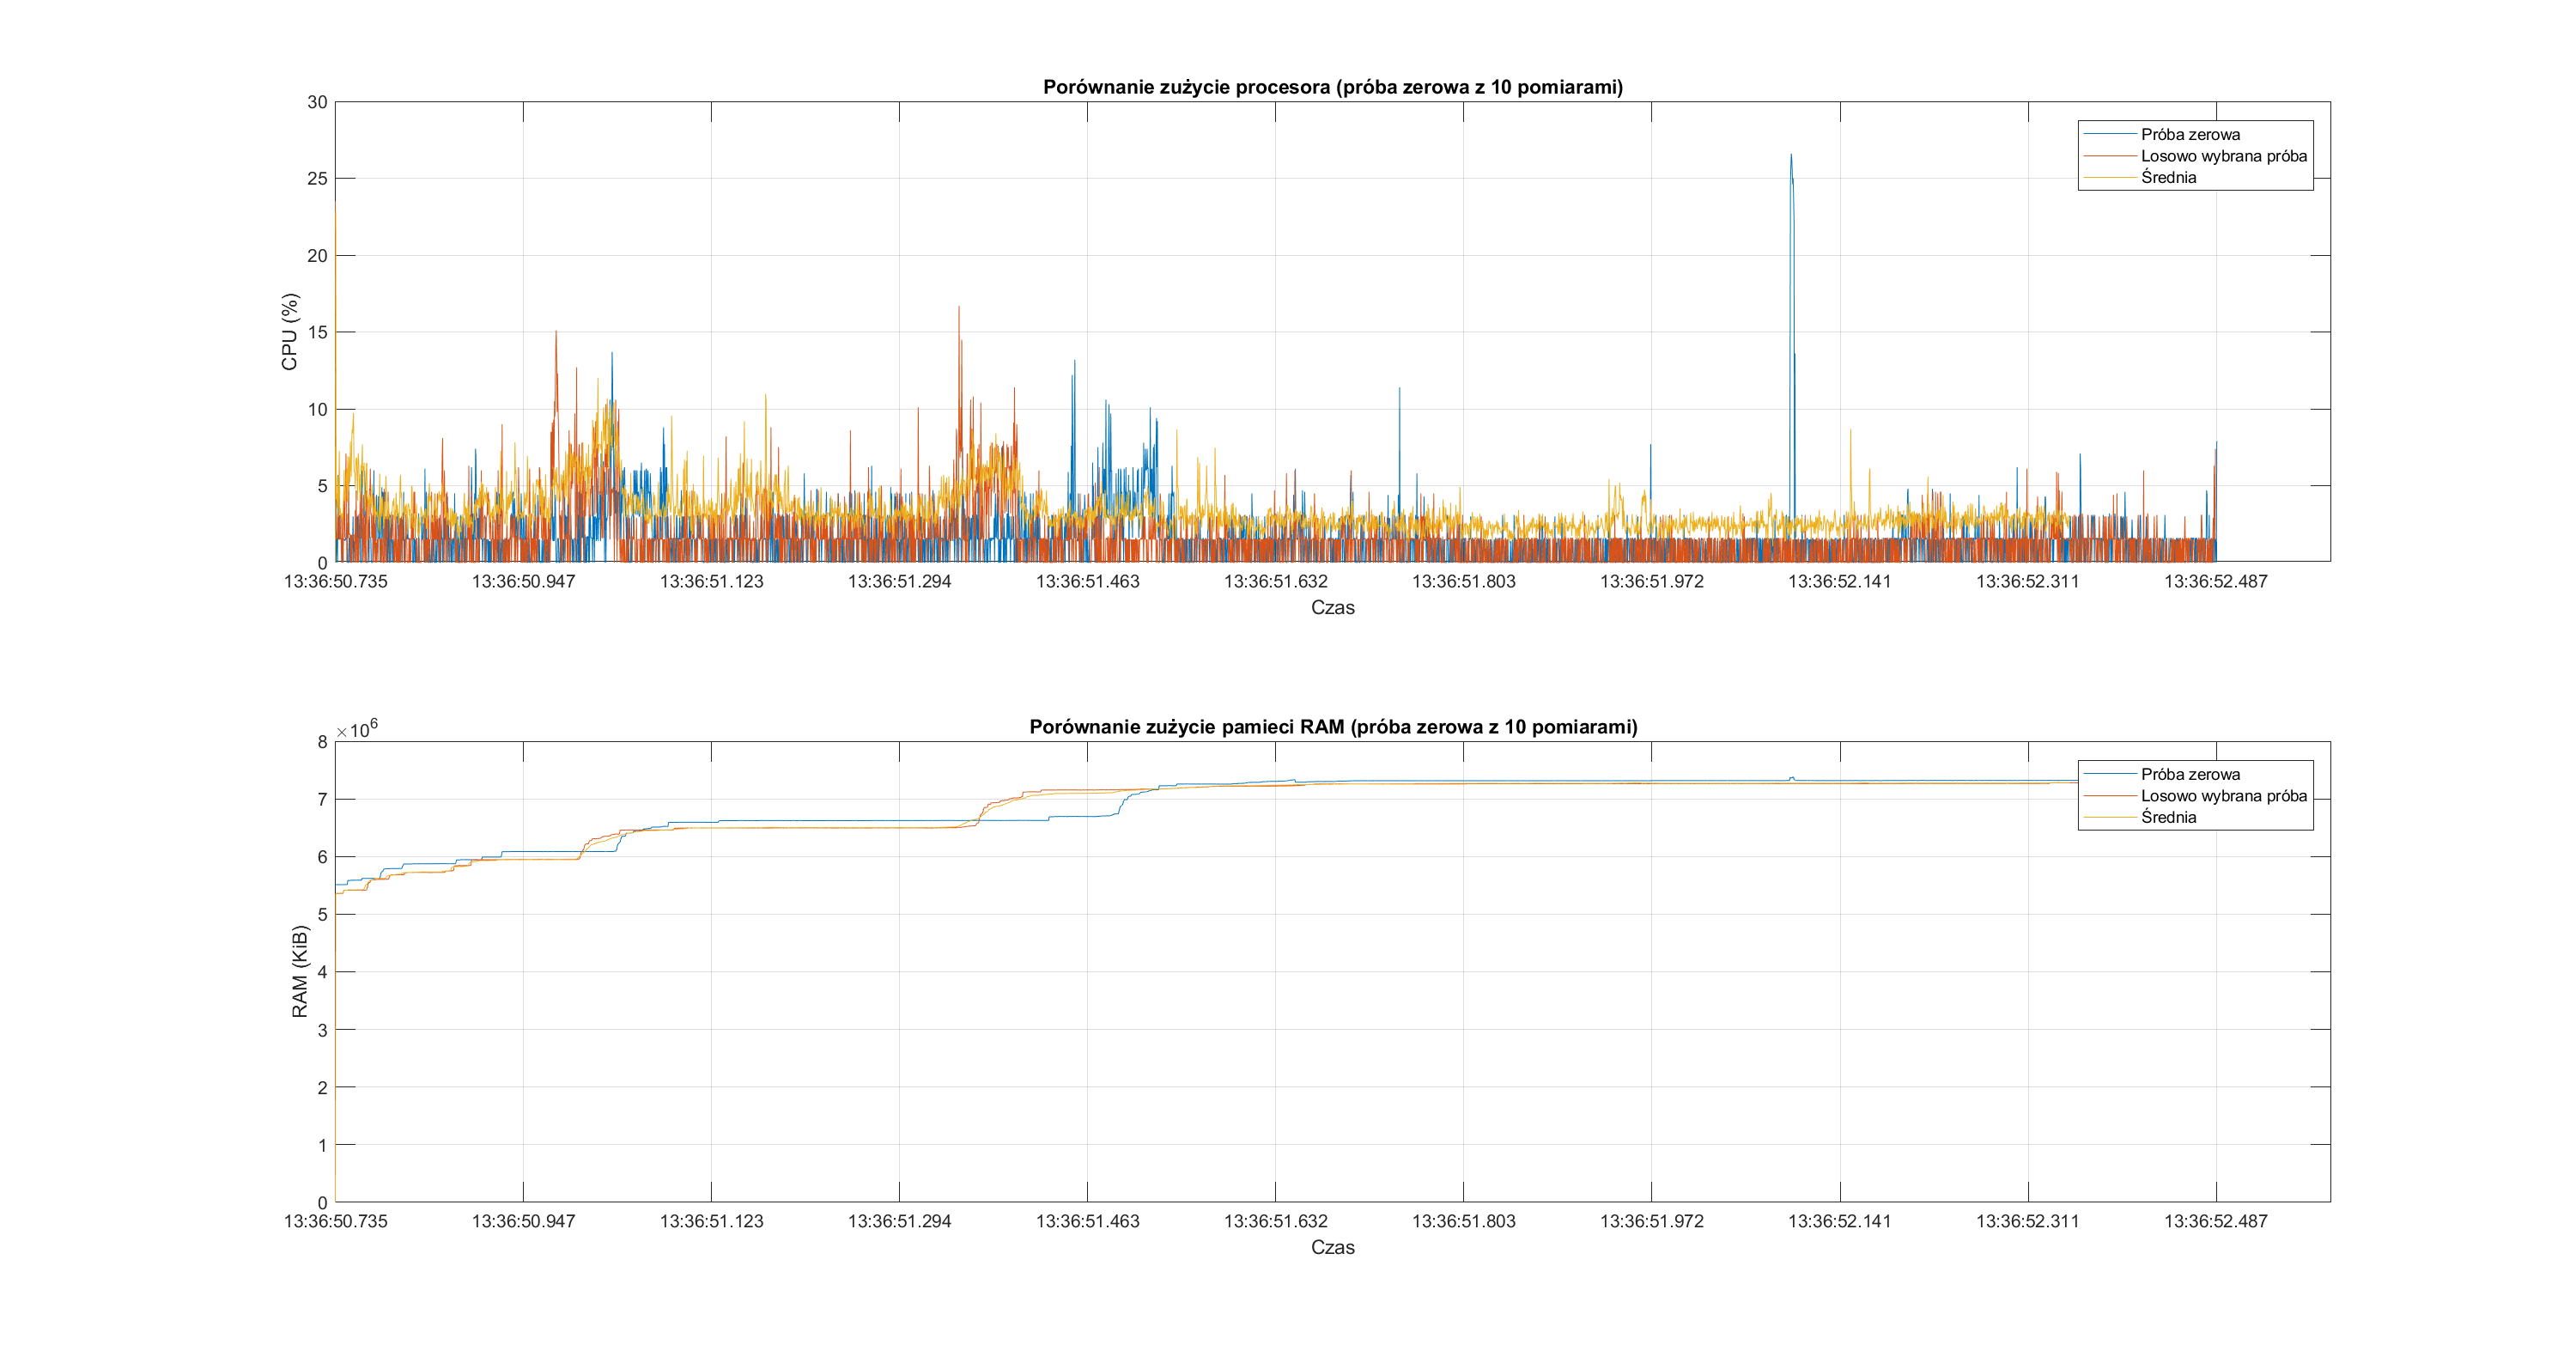 Porównanie zużycie procesora (próba zerowa z 10 pomiarami)
30
25
20
15
10
5
0
CPU (%)
Próba zerowa
Losowo wybrana próba
Średnia
13:36:50.735 13:36:50.947 13:36:51.123 13:36:51.294 13:36:51.463 13:36:51.632 13:36:51.803 13:36:51.972 13:36:52.141 13:36:52.311 13:36:52.487
Czas
Porównanie zużycie pamieci RAM (próba zerowa z 10 pomiarami)
×10^6
8
7
6
5
4
3
2
1
0
RAM (KiB)
Próba zerowa
Losowo wybrana próba
Średnia
13:36:50.735 13:36:50.947 13:36:51.123 13:36:51.294 13:36:51.463 13:36:51.632 13:36:51.803 13:36:51.972 13:36:52.141 13:36:52.311 13:36:52.487
Czas